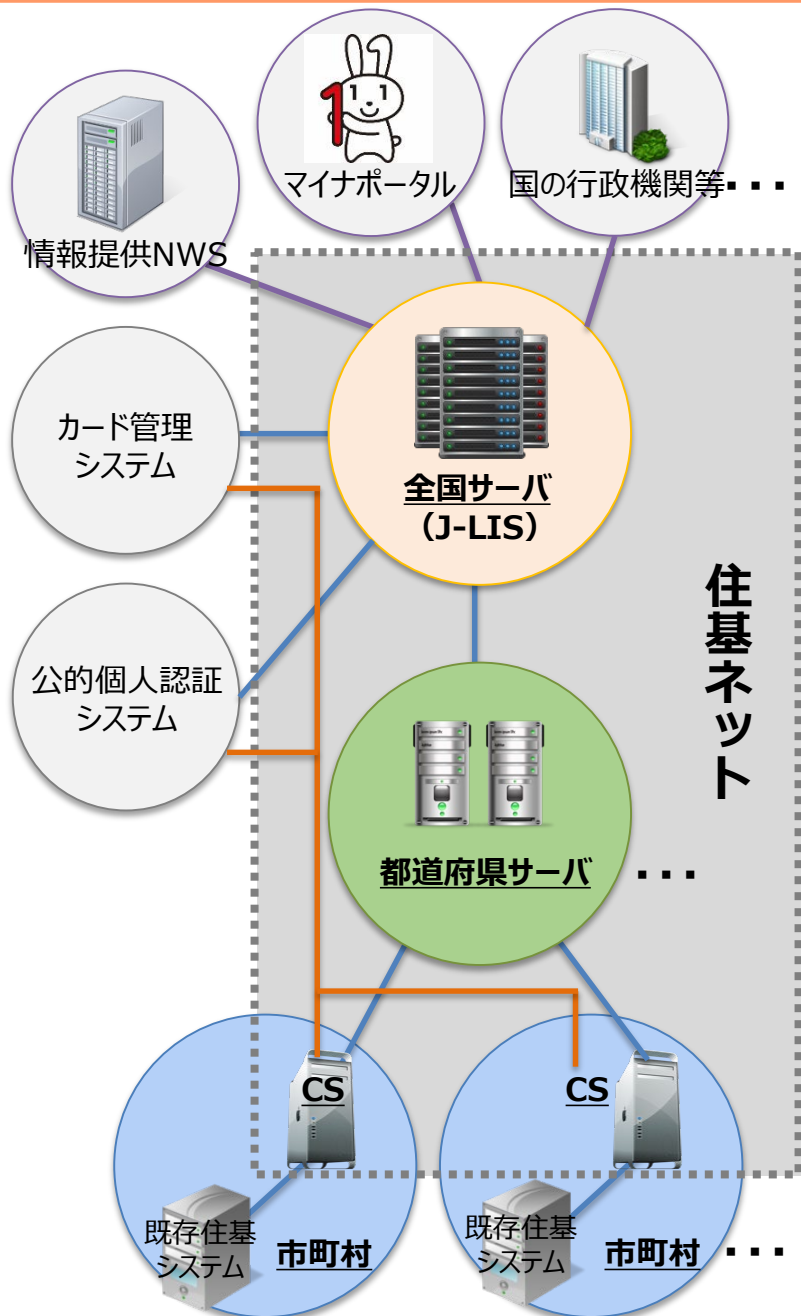 マイナポータル
国の行政機関等・・・
情報提供NWS
カード管理
システム
全国サーバ
（J-LIS）
住基ネット
公的個人認証
システム
都道府県サーバ
・・・
CS
CS
既存住基
システム
市町村
既存住基
システム
市町村
・・・